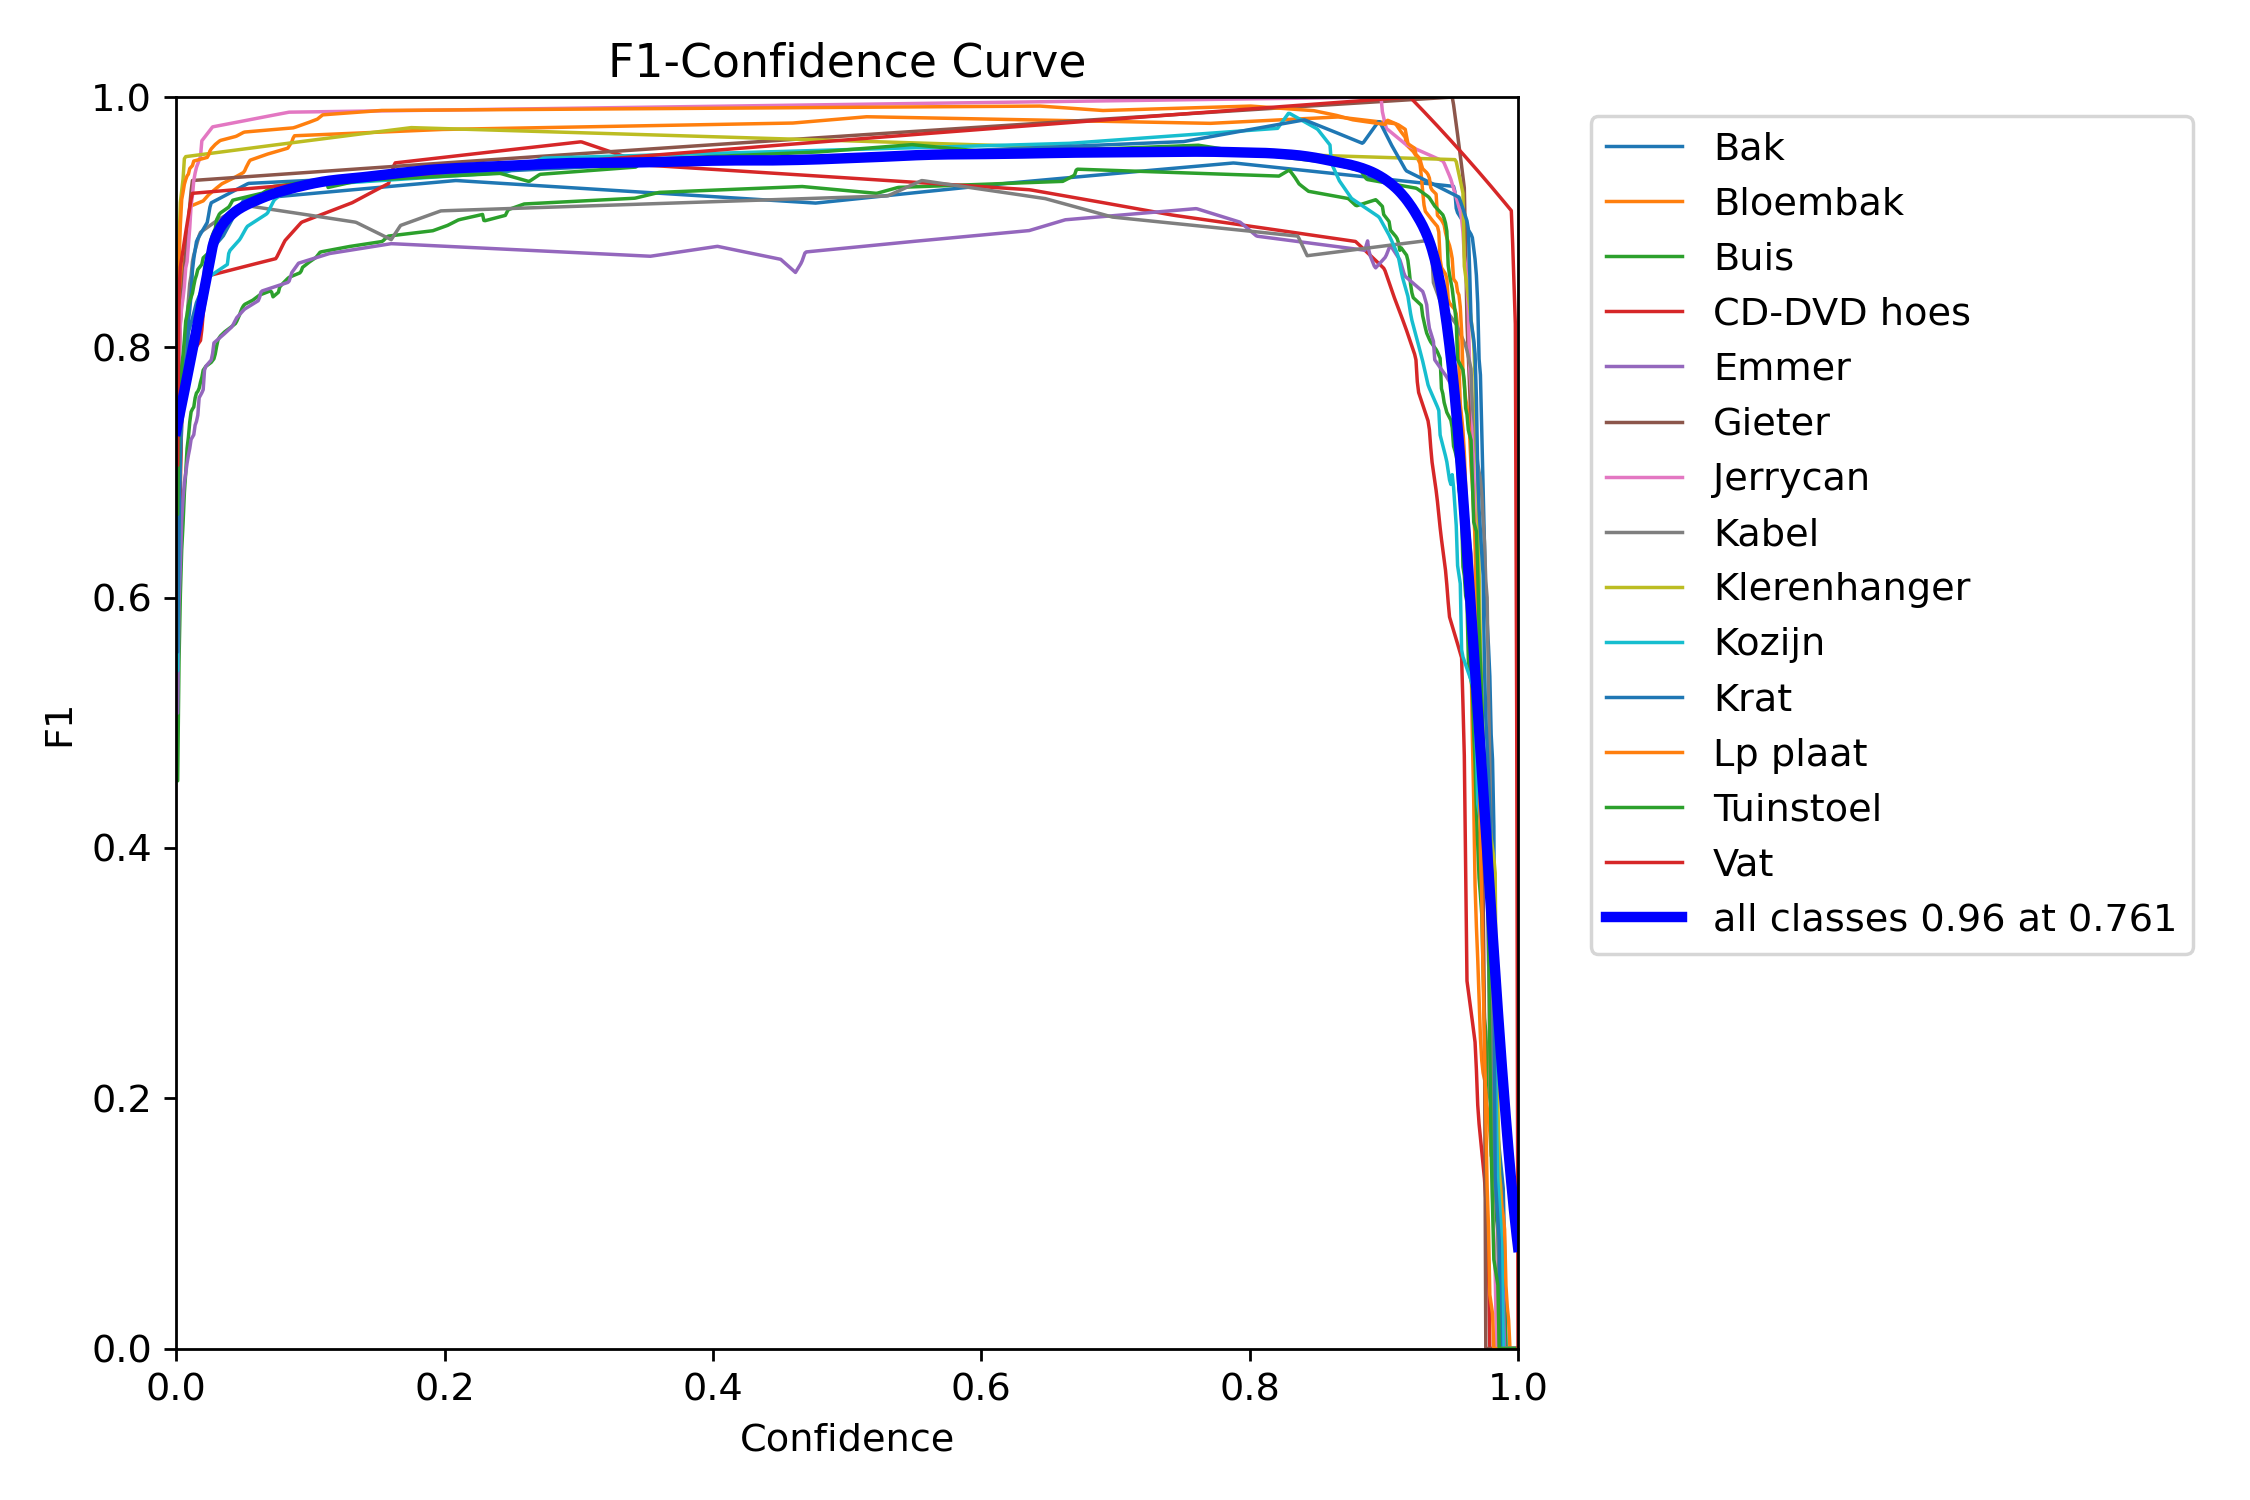 F1-Confidence Curve
1.0
0.8
0.6
0.4
0.2
0.0
F1
0.0 0.2 0.4 0.6 0.8 1.0
Confidence
Bak
Bloembak
Buis
CD-DVD hoes
Emmer
Gieter
Jerrycan
Kabel
Klerenhanger
Kozijn
Krat
Lp plaat
Tuinstoel
Vat
all classes 0.96 at 0.761